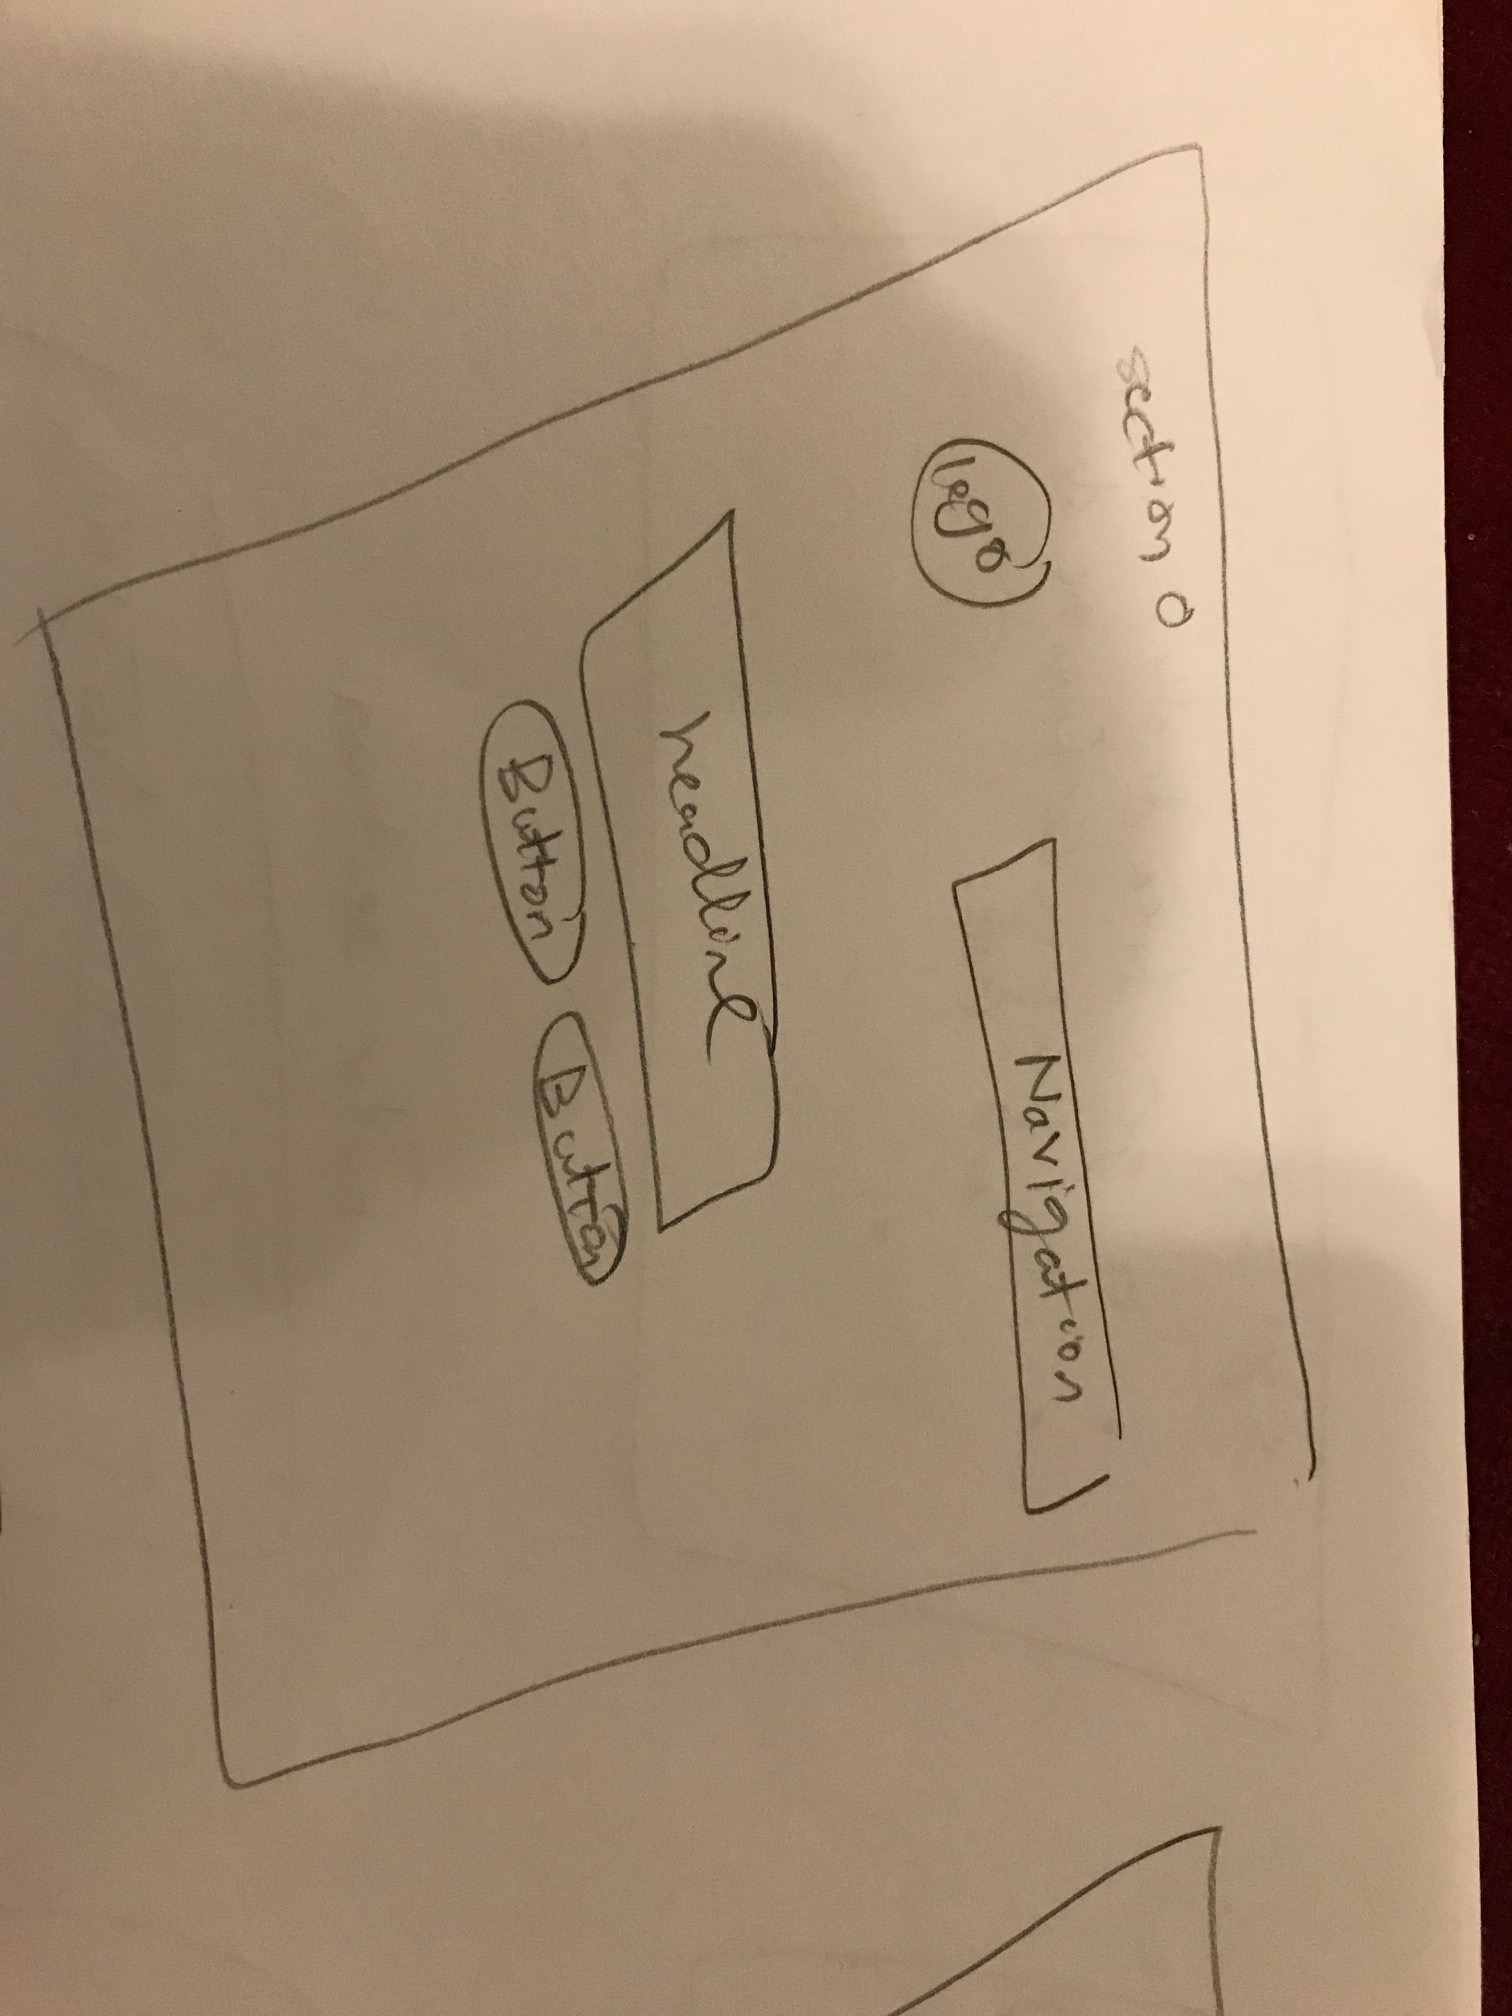 section 0
logo
Navigation
headline
Button Button